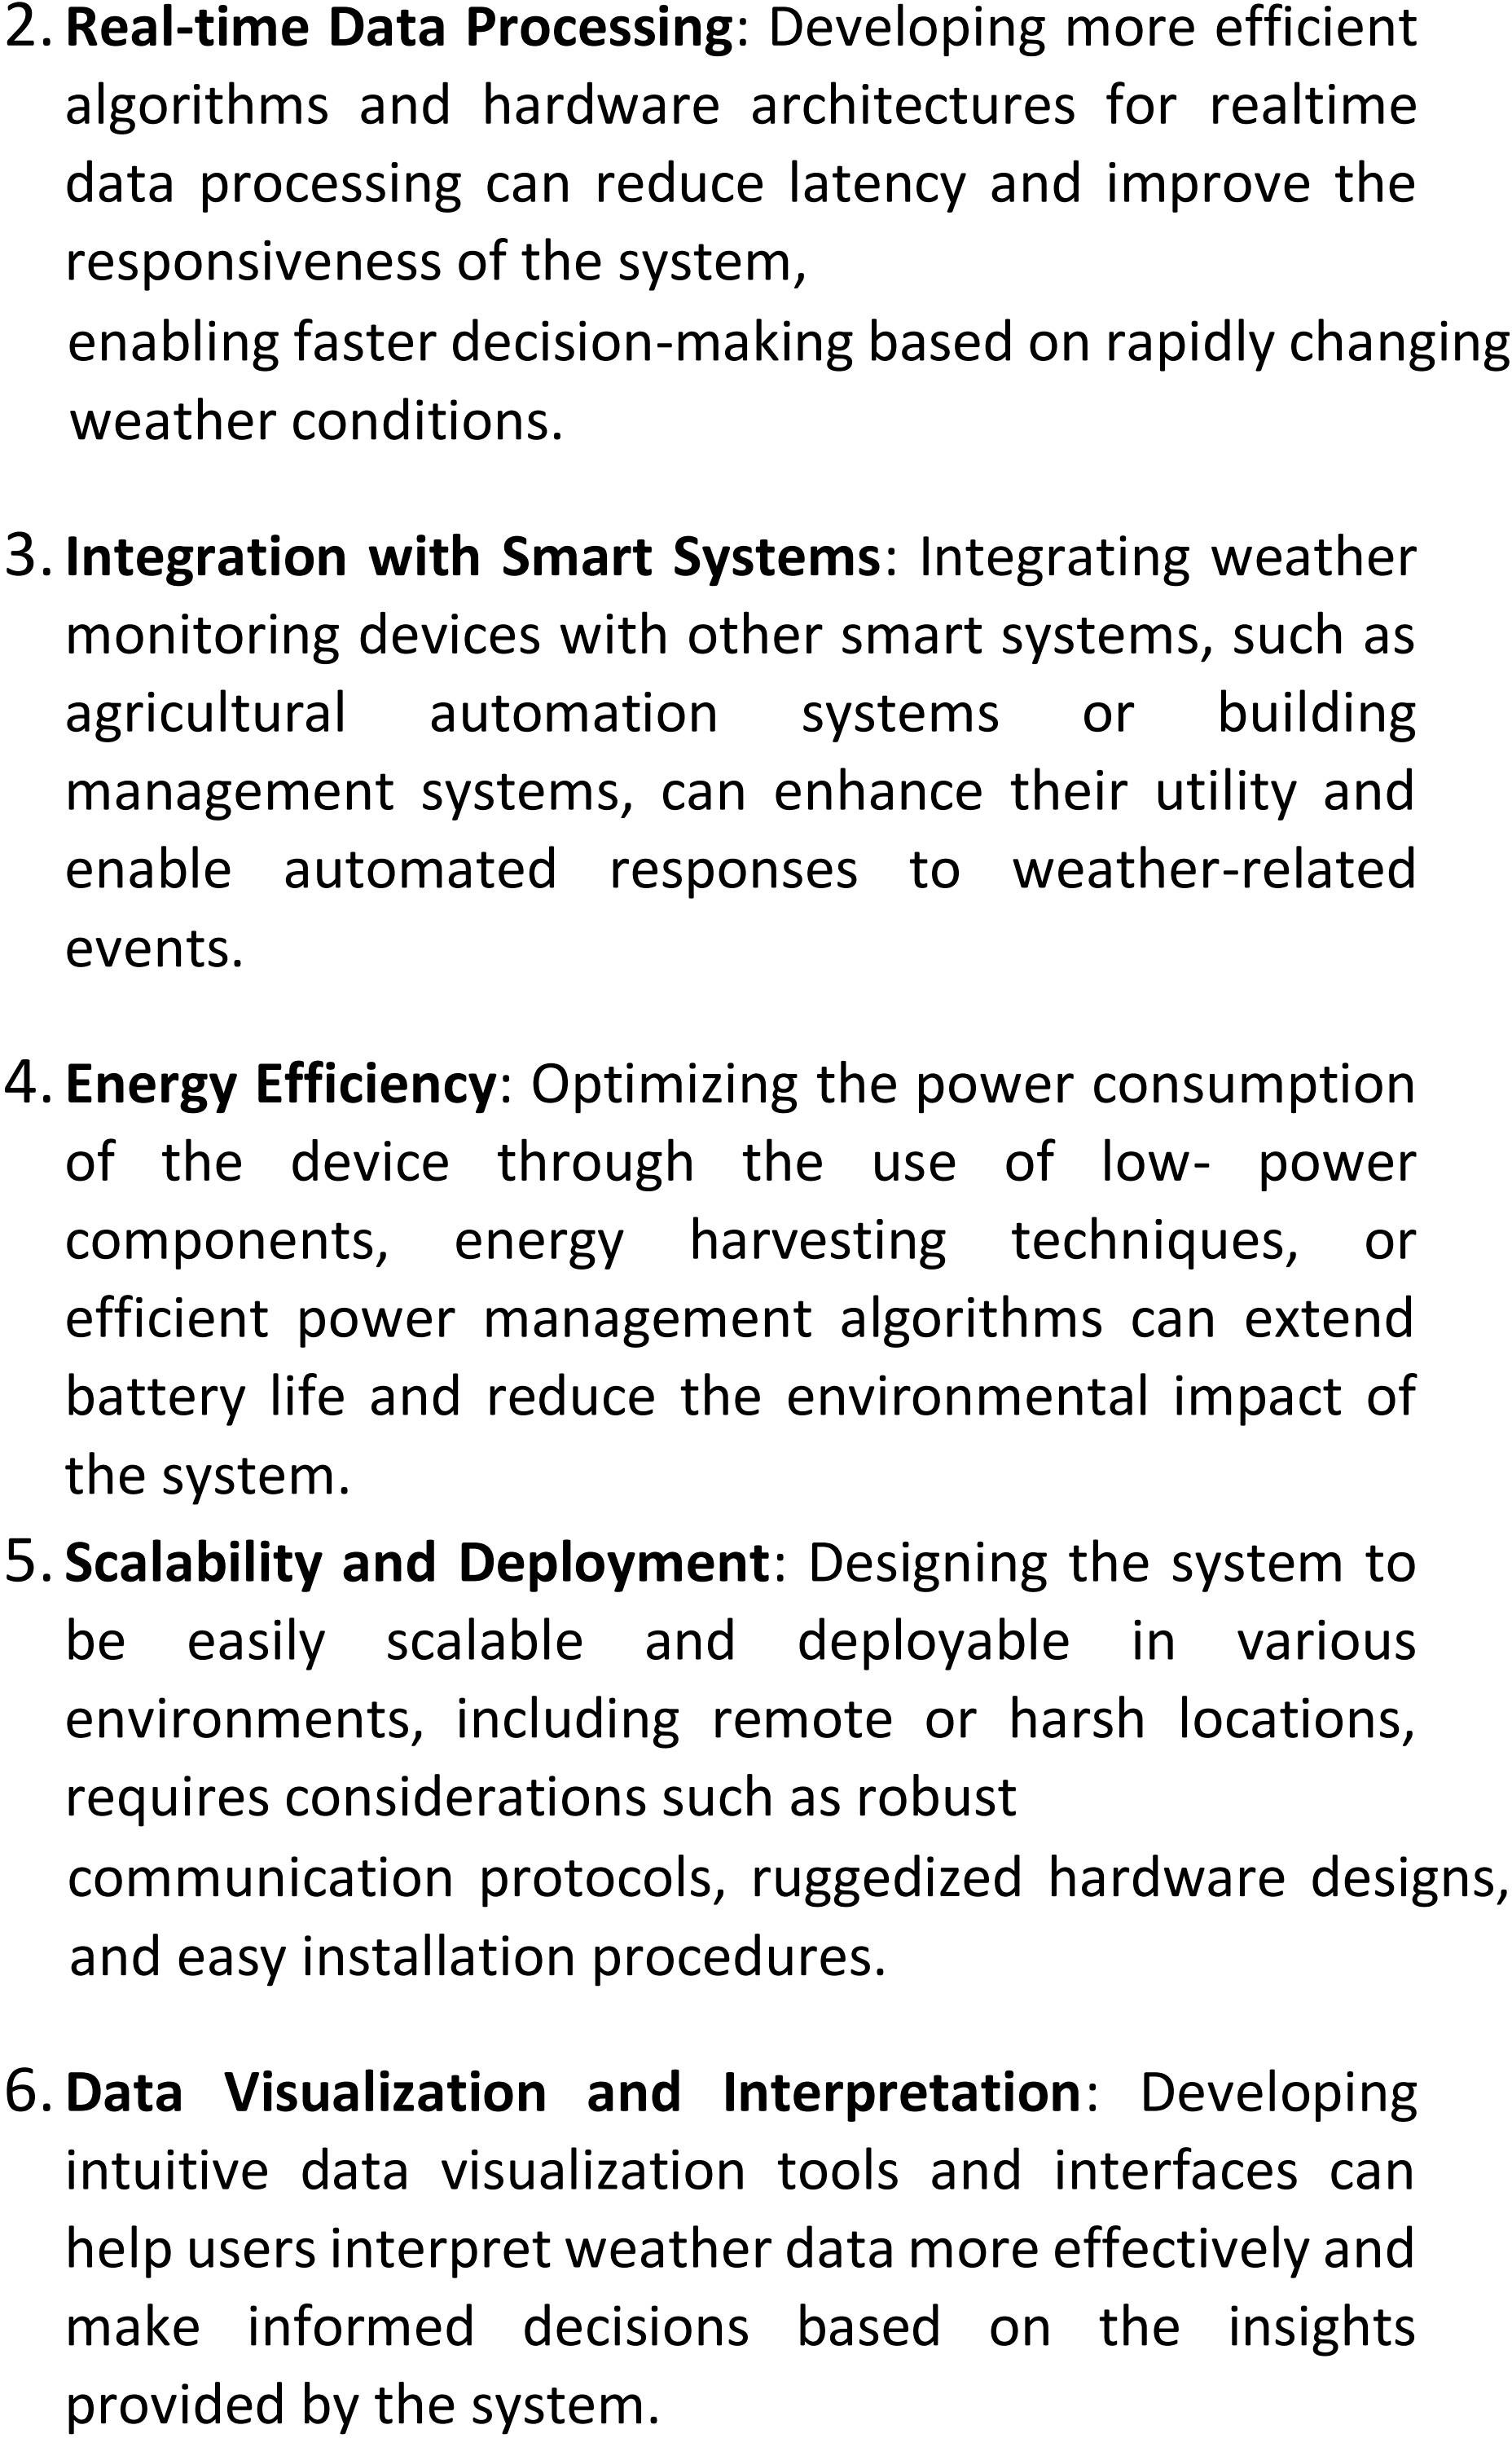 2. Real-time Data Processing: Developing more efficient
algorithms and hardware architectures for realtime
data processing can reduce latency and improve the
responsiveness of the system,
enabling faster decision-making based on rapidly changing
weather conditions.
3. Integration with Smart Systems: Integrating weather
monitoring devices with other smart systems, such as
agricultural automation systems or building
management systems, can enhance their utility and
enable automated responses to weather-related
events.
4. Energy Efficiency: Optimizing the power consumption
of the device through the use of low- power
components, energy harvesting techniques, or
efficient power management algorithms can extend
battery life and reduce the environmental impact of
the system.
5. Scalability and Deployment: Designing the system to
be easily scalable and deployable in various
environments, including remote or harsh locations,
requires considerations such as robust
communication protocols, ruggedized hardware designs,
and easy installation procedures.
6. Data Visualization and Interpretation: Developing
intuitive data visualization tools and interfaces can
help users interpret weather data more effectively and
make informed decisions based on the insights
provided by the system.